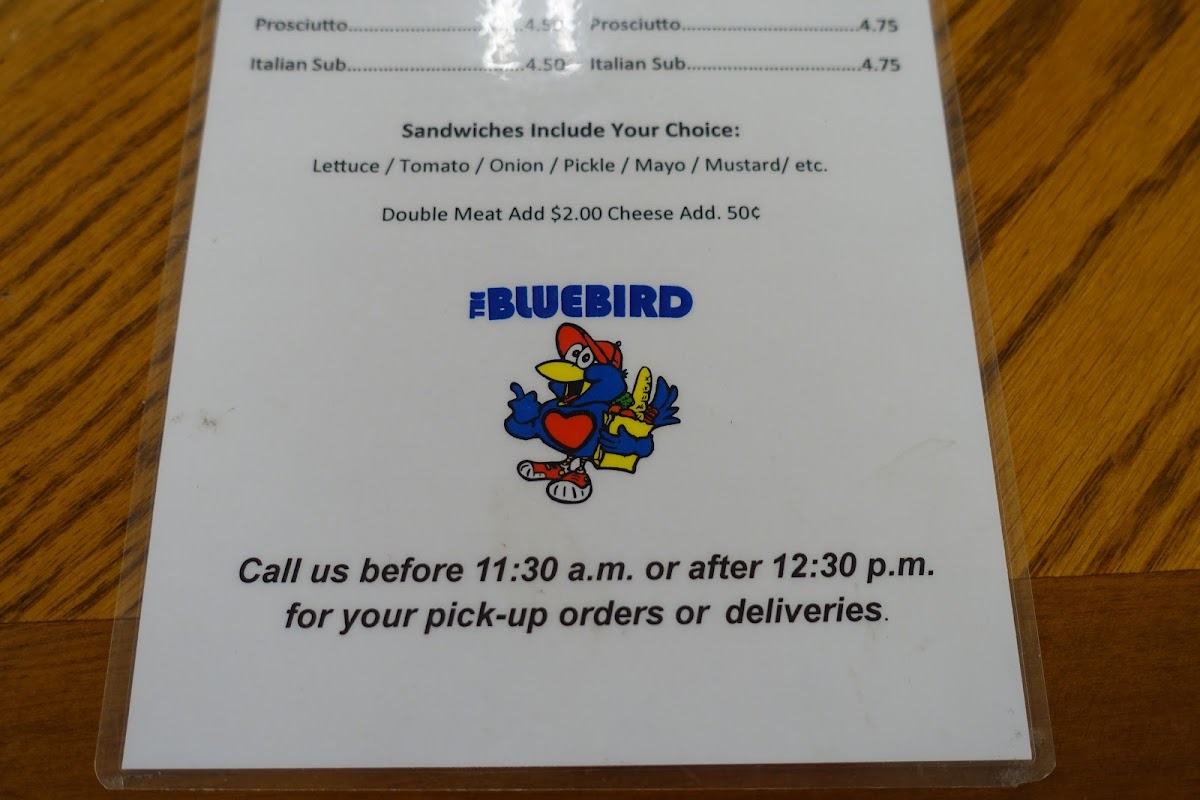 Prosciutto..............................4.50 Prosciutto................................4.75
Italian Sub..............................4.50 Italian Sub...............................4.75
Sandwiches Include Your Choice:
Lettuce / Tomato / Onion / Pickle / Mayo / Mustard/ etc.
Double Meat Add $2.00 Cheese Add. 50¢
THE BLUEBIRD
Call us before 11:30 a.m. or after 12:30 p.m.
for your pick-up orders or deliveries.